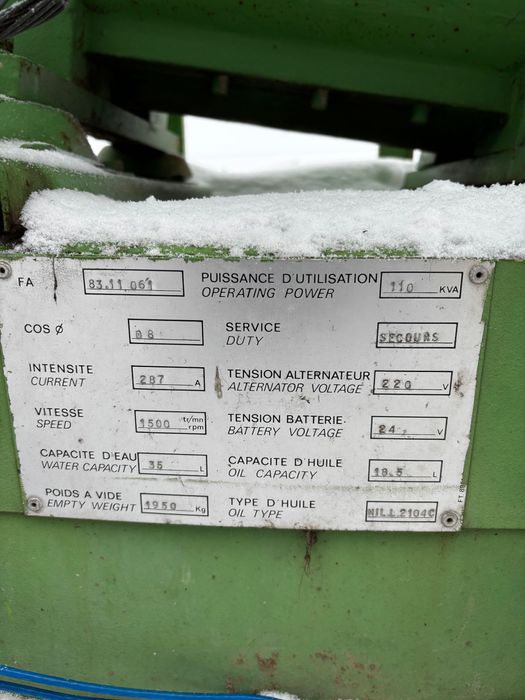 FA 83.11 061 PUISSANCE D'UTILISATION 110 KVA
OPERATING POWER
COS Ø 08 SERVICE SECOURS
DUTY
INTENSITE 287 A TENSION ALTERNATEUR 220 V
CURRENT ALTERNATOR VOLTAGE
VITESSE 1500 tr/mn TENSION BATTERIE 24 V
SPEED rpm BATTERY VOLTAGE
CAPACITE D'EAU 35 L CAPACITE D'HUILE 18.5 L
WATER CAPACITY OIL CAPACITY
POIDS A VIDE 1950 Kg TYPE D'HUILE MIL.L.2104C
EMPTY WEIGHT OIL TYPE